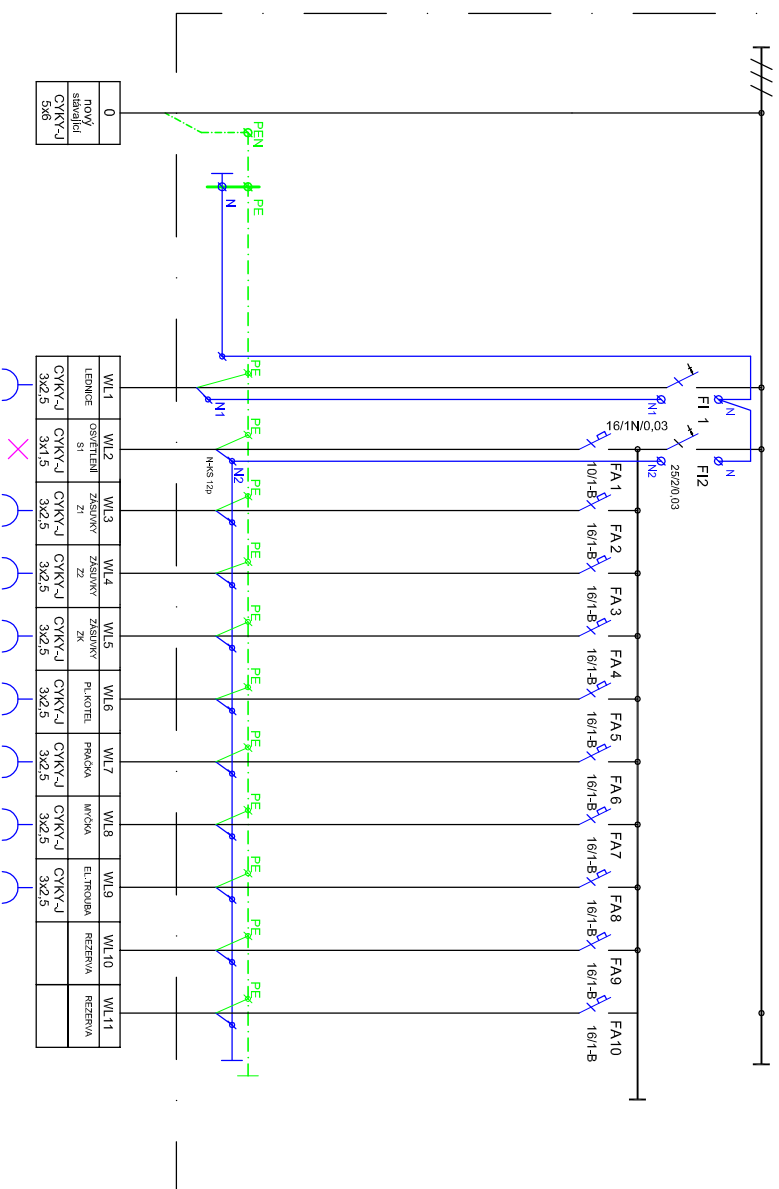 PEN
PE
N
FI 1
N
N1
16/1N/0,03
FI2
N
N2
25/2/0,03
FA1
10/1-B
FA2
16/1-B
FA3
16/1-B
FA4
16/1-B
FA5
16/1-B
FA6
16/1-B
FA7
16/1-B
FA8
16/1-B
FA9
16/1-B
FA10
16/1-B
PE
PE
PE
PE
PE
PE
PE
PE
PE
PE
PE
N1
N2
N-KS 12p
0
nový
stávající
CYKY-J
5x6
WL1
LEDNICE
CYKY-J
3x2,5
WL2
OSVĚTLENÍ
S1
CYKY-J
3x1,5
WL3
ZÁSUVKY
Z1
CYKY-J
3x2,5
WL4
ZÁSUVKY
Z2
CYKY-J
3x2,5
WL5
ZÁSUVKY
ZK
CYKY-J
3x2,5
WL6
PL.KOTEL
CYKY-J
3x2,5
WL7
PRAČKA
CYKY-J
3x2,5
WL8
MYČKA
CYKY-J
3x2,5
WL9
EL.TROUBA
CYKY-J
3x2,5
WL10
REZERVA
WL11
REZERVA